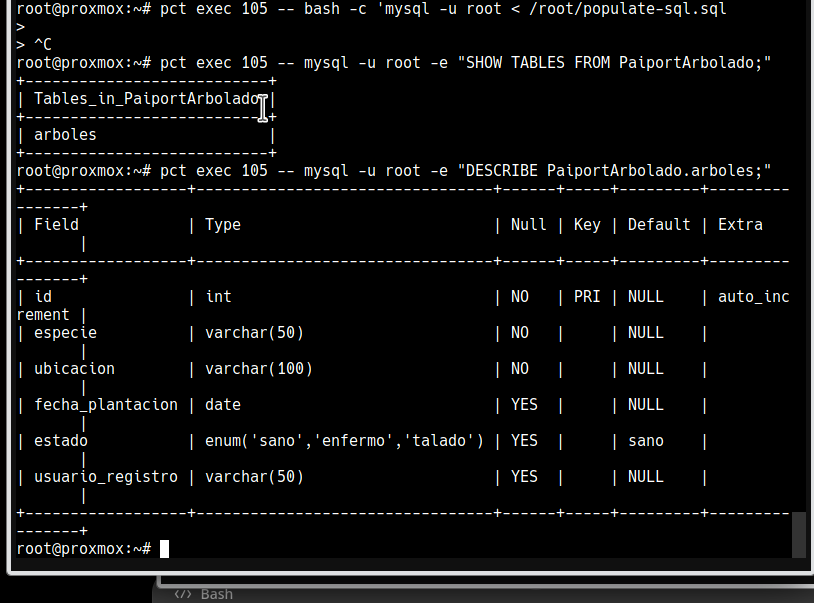 root@proxmox:~# pct exec 105 -- bash -c 'mysql -u root < /root/populate-sql.sql
>
> ^C
root@proxmox:~# pct exec 105 -- mysql -u root -e "SHOW TABLES FROM PaiportArbolado;"
+----------------------------+
| Tables_in_PaiportArbolado |
+----------------------------+
| arboles                    |
+----------------------------+
root@proxmox:~# pct exec 105 -- mysql -u root -e "DESCRIBE PaiportArbolado.arboles;"
+------------------+---------------------------------+------+-----+---------+---------
-------+
| Field            | Type                            | Null | Key | Default | Extra
       |
+------------------+---------------------------------+------+-----+---------+---------
-------+
| id               | int                             | NO   | PRI | NULL    | auto_inc
rement |
| especie          | varchar(50)                     | NO   |     | NULL    |
       |
| ubicacion        | varchar(100)                    | NO   |     | NULL    |
       |
| fecha_plantacion | date                            | YES  |     | NULL    |
       |
| estado           | enum('sano','enfermo','talado') | YES  |     | sano    |
       |
| usuario_registro | varchar(50)                     | YES  |     | NULL    |
       |
+------------------+---------------------------------+------+-----+---------+---------
-------+
root@proxmox:~#
</> Bash